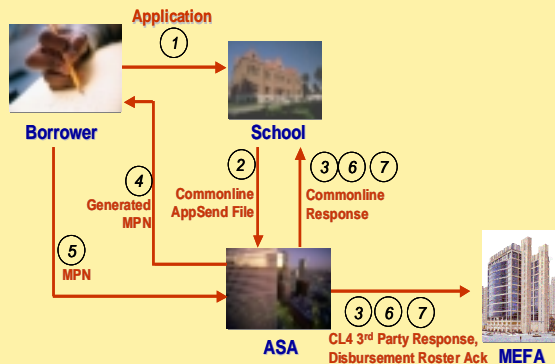 Application
1
Borrower
School
2
3 6 7
4
Commonline
AppSend File
Commonline
Response
Generated
MPN
5
MPN
ASA
3 6 7
CL4 3rd Party Response,
Disbursement Roster Ack
MEFA